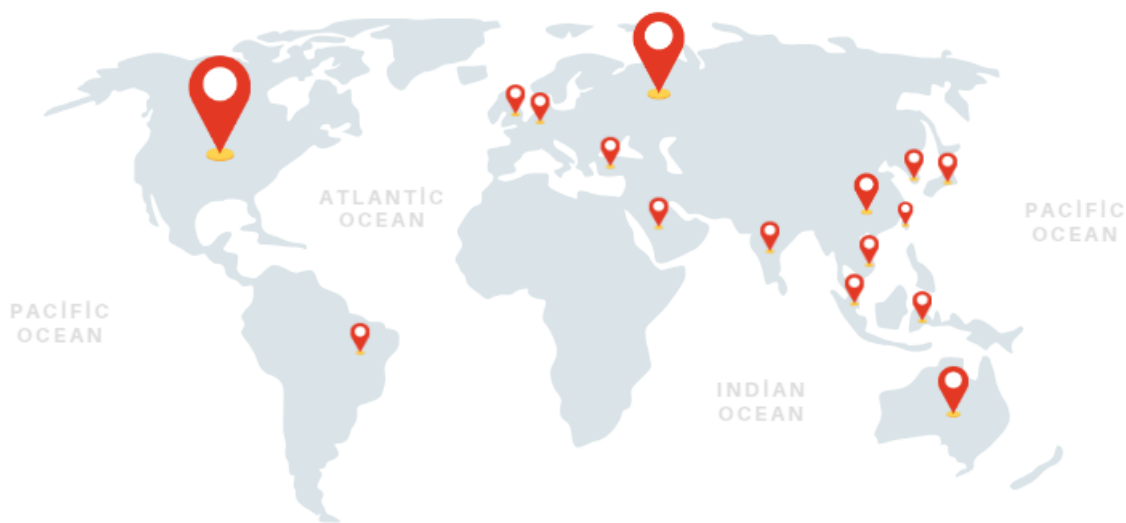 ATLANTİC
OCEAN
PACİFİC
OCEAN
PACİFİC
OCEAN
INDİAN
OCEAN